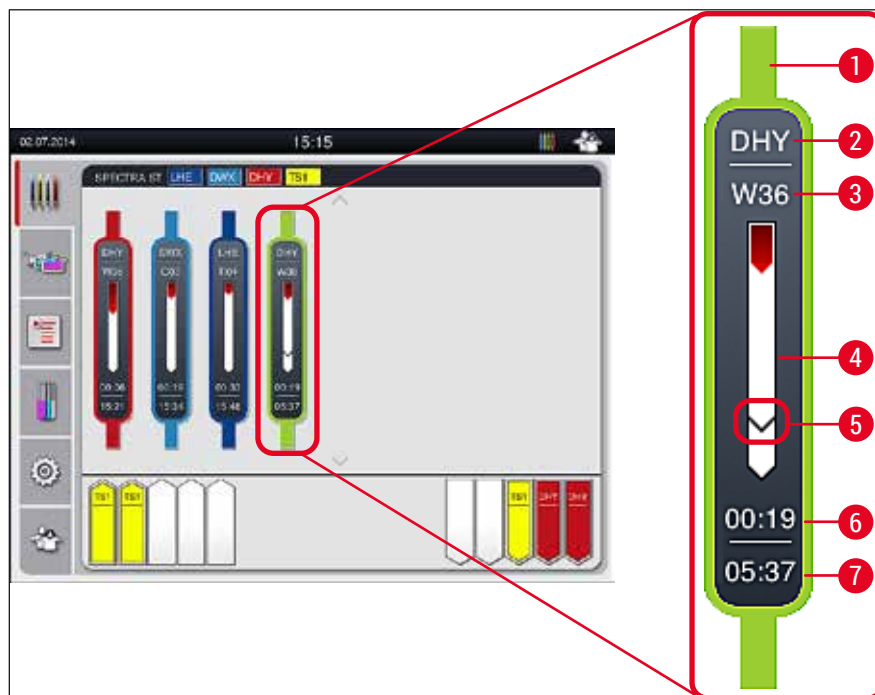 02.07.2014 15:15
SPECTRA ST LHE DWX DHY TS1
DHY DWX LHE DHY
W36
00:06 00:19 00:32 00:19
15:21 15:34 15:46 05:37
TS1 TS1 TS1 DHY DHY
DHY
W36
00:19
05:37
1
2
3
4
5
6
7